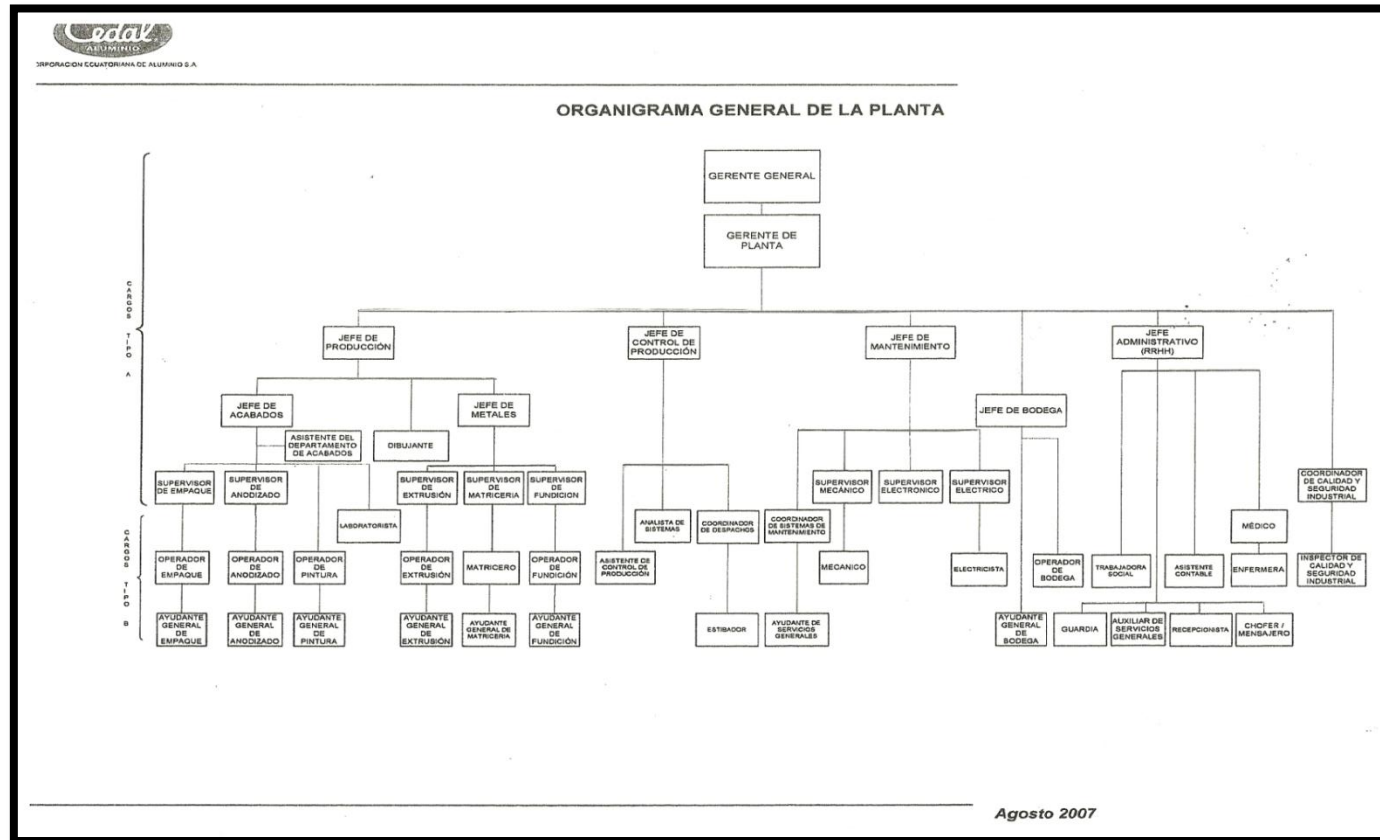 Cedal
ALUMINIO
ORPORACION ECUATORIANA DE ALUMINIO S.A.
ORGANIGRAMA GENERAL DE LA PLANTA
CARGOS TIPO A
CARGOS TIPO B
GERENTE GENERAL
GERENTE DE
PLANTA
JEFE DE
PRODUCCIÓN
JEFE DE
CONTROL DE
PRODUCCIÓN
JEFE DE
MANTENIMIENTO
JEFE
ADMINISTRATIVO
(RRHH)
JEFE DE
ACABADOS
JEFE DE
METALES
JEFE DE BODEGA
ASISTENTE DEL
DEPARTAMENTO
DE ACABADOS
DIBUJANTE
SUPERVISOR
DE EMPAQUE
SUPERVISOR
DE
ANODIZADO
SUPERVISOR
DE
EXTRUSIÓN
SUPERVISOR
DE
MATRICERIA
SUPERVISOR
DE
FUNDICION
SUPERVISOR
MECÁNICO
SUPERVISOR
ELECTRONICO
SUPERVISOR
ELECTRICO
COORDINADOR
DE CALIDAD Y
SEGURIDAD
INDUSTRIAL
LABORATORISTA
ANALISTA DE
SISTEMAS
COORDINADOR
DE DESPACHOS
COORDINADOR
DE SISTEMAS DE
MANTENIMIENTO
MÉDICO
OPERADOR
DE
EMPAQUE
OPERADOR
DE
ANODIZADO
OPERADOR
DE
PINTURA
OPERADOR
DE
EXTRUSIÓN
MATRICERO
OPERADOR
DE
FUNDICIÓN
ASISTENTE DE
CONTROL DE
PRODUCCIÓN
MECANICO
ELECTRICISTA
OPERADOR
DE
BODEGA
TRABAJADORA
SOCIAL
ASISTENTE
CONTABLE
ENFERMERA
INSPECTOR DE
CALIDAD Y
SEGURIDAD
INDUSTRIAL
AYUDANTE
GENERAL
DE
EMPAQUE
AYUDANTE
GENERAL
DE
ANODIZADO
AYUDANTE
GENERAL
DE
PINTURA
AYUDANTE
GENERAL
DE
EXTRUSIÓN
AYUDANTE
GENERAL DE
MATRICERIA
AYUDANTE
GENERAL
DE
FUNDICIÓN
ESTIBADOR
AYUDANTE DE
SERVICIOS
GENERALES
AYUDANTE
GENERAL
DE
BODEGA
GUARDIA
AUXILIAR DE
SERVICIOS
GENERALES
RECEPCIONISTA
CHOFER /
MENSAJERO
Agosto 2007